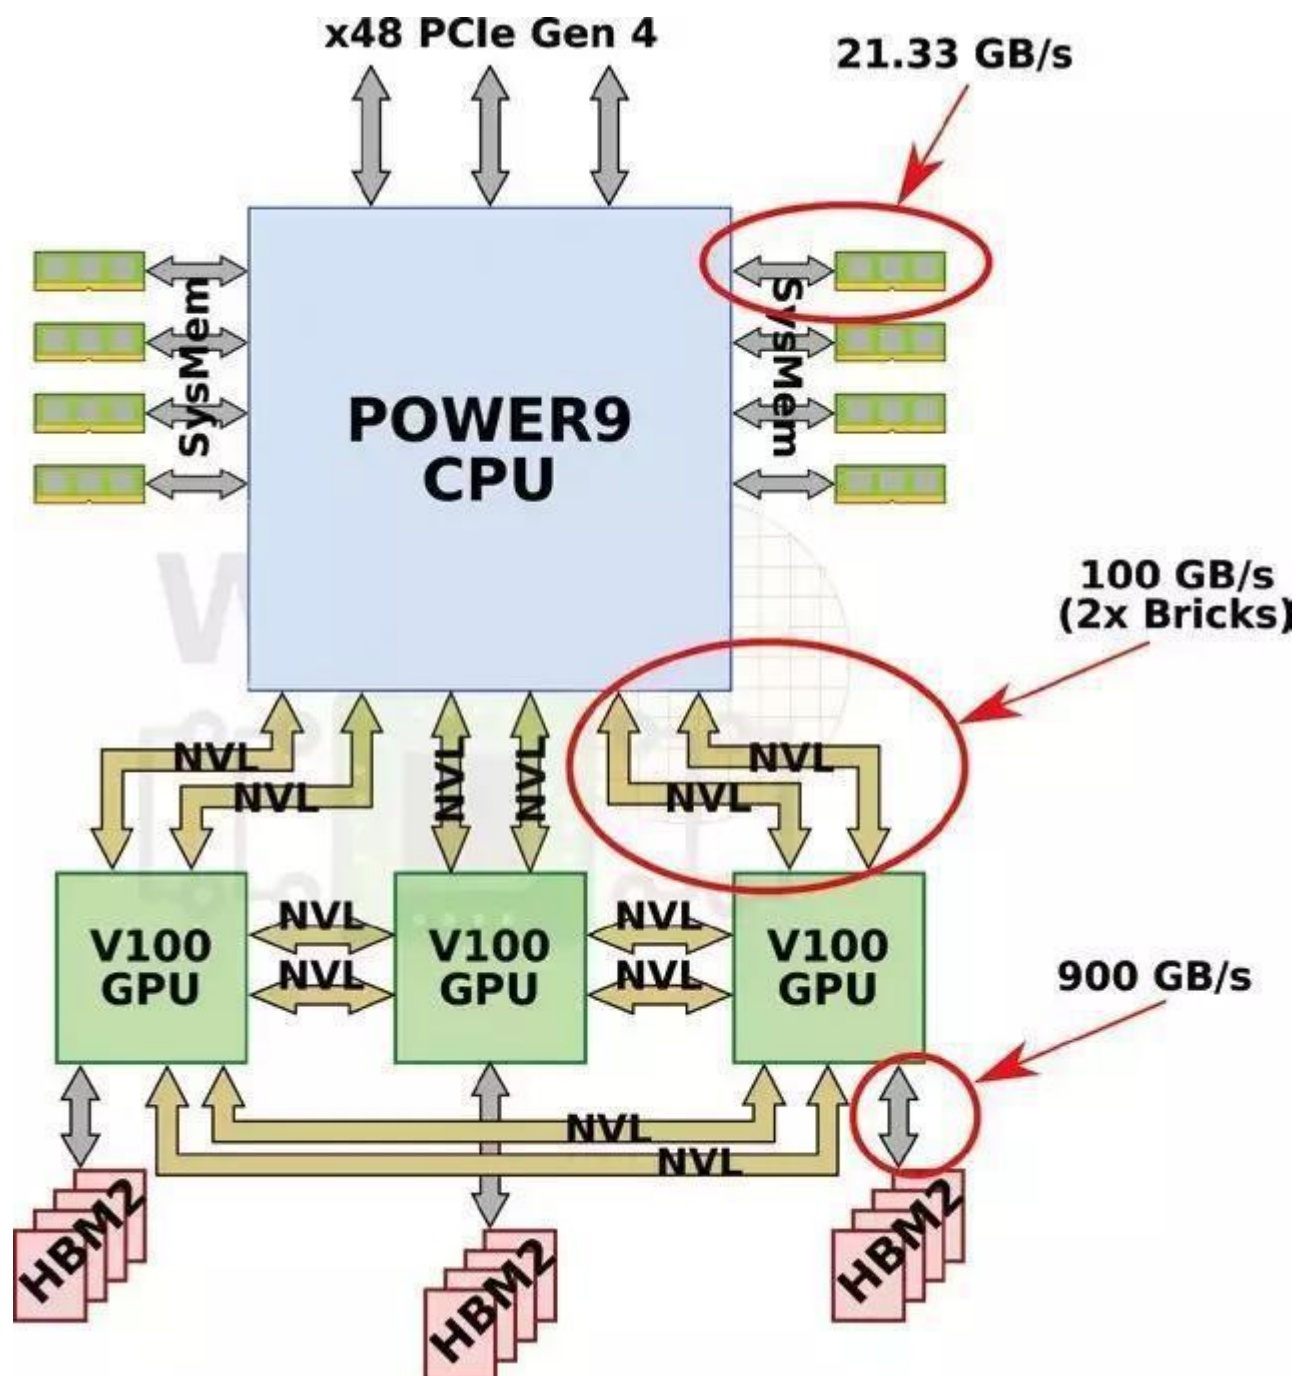 x48 PCIe Gen 4
21.33 GB/s
SysMem
SysMem
POWER9
CPU
100 GB/s
(2x Bricks)
NVL
NVL
NVL
NVL
NVL
NVL
NVL
NVL
V100
GPU
V100
GPU
V100
GPU
NVL
NVL
900 GB/s
NVL
NVL
HBM2
HBM2
HBM2